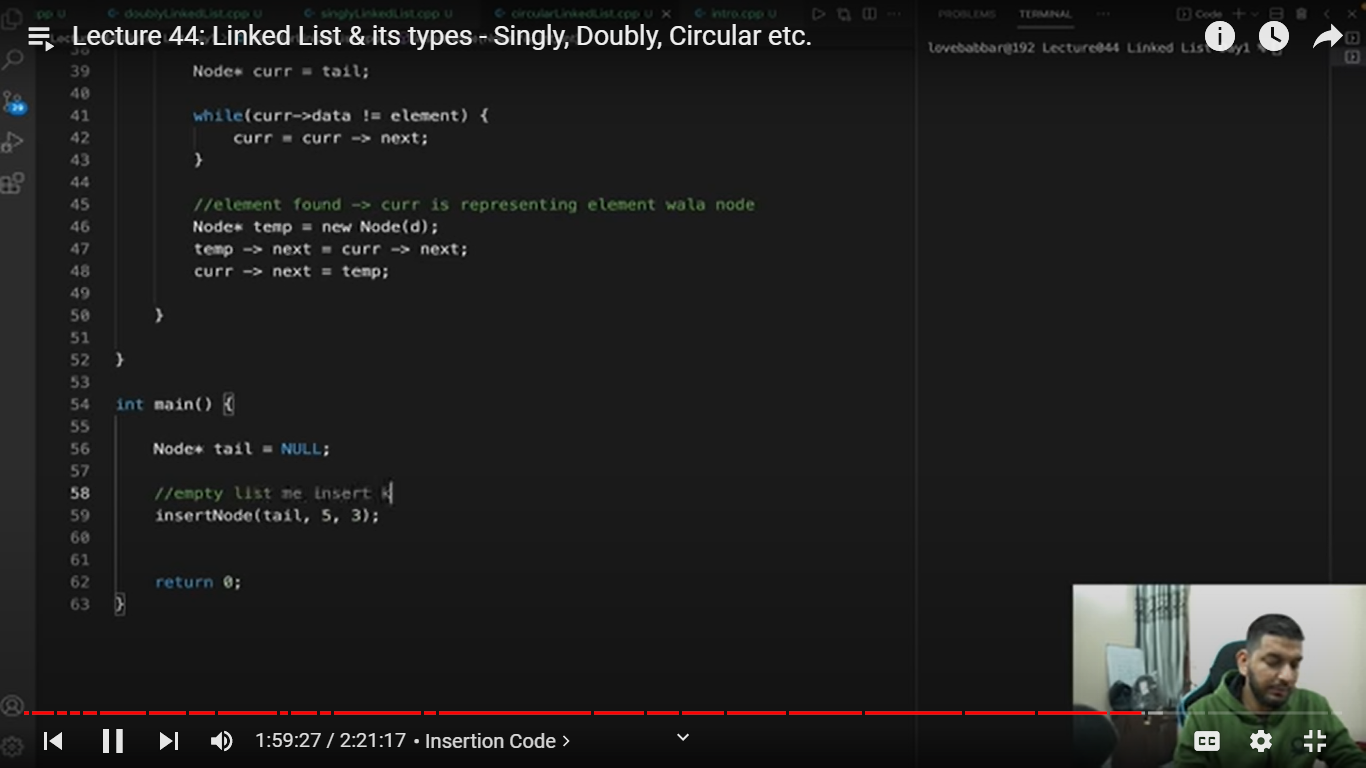 pp U doublyLinkedList.cpp U singlyLinkedList.cpp U circularLinkedList.cpp U intro.cpp U PROBLEMS TERMINAL Code
Lecture 44: Linked List & its types - Singly, Doubly, Circular etc.
lovebabbar@192 Lecture044 Linked List
39 Node* curr = tail;
40
41 while(curr->data != element) {
42 curr = curr -> next;
43 }
44
45 //element found -> curr is representing element wala node
46 Node* temp = new Node(d);
47 temp -> next = curr -> next;
48 curr -> next = temp;
49
50 }
51
52 }
53
54 int main() {
55
56 Node* tail = NULL;
57
58 //empty list me insert k
59 insertNode(tail, 5, 3);
60
61
62 return 0;
63 }
1:59:27 / 2:21:17 • Insertion Code ›
CC